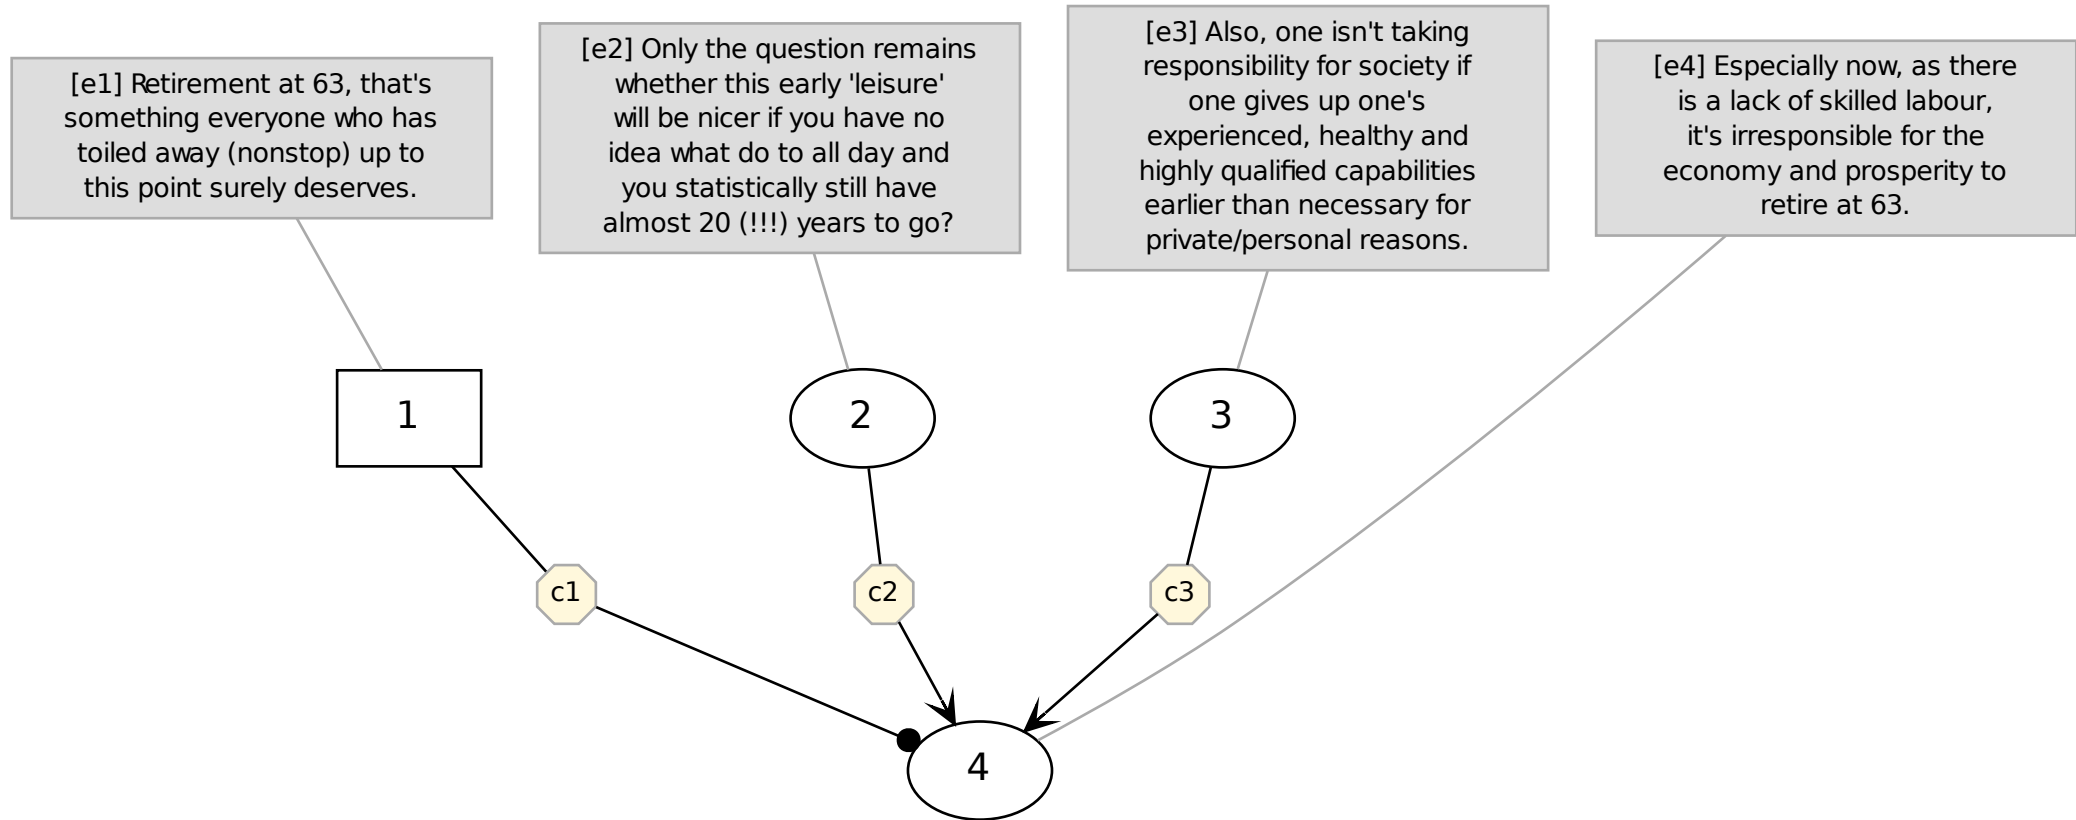 [e1] Retirement at 63, that's
something everyone who has
toiled away (nonstop) up to
this point surely deserves.
[e2] Only the question remains
whether this early 'leisure'
will be nicer if you have no
idea what do to all day and
you statistically still have
almost 20 (!!!) years to go?
[e3] Also, one isn't taking
responsibility for society if
one gives up one's
experienced, healthy and
highly qualified capabilities
earlier than necessary for
private/personal reasons.
[e4] Especially now, as there
is a lack of skilled labour,
it's irresponsible for the
economy and prosperity to
retire at 63.
1
2
3
c1
c2
c3
4